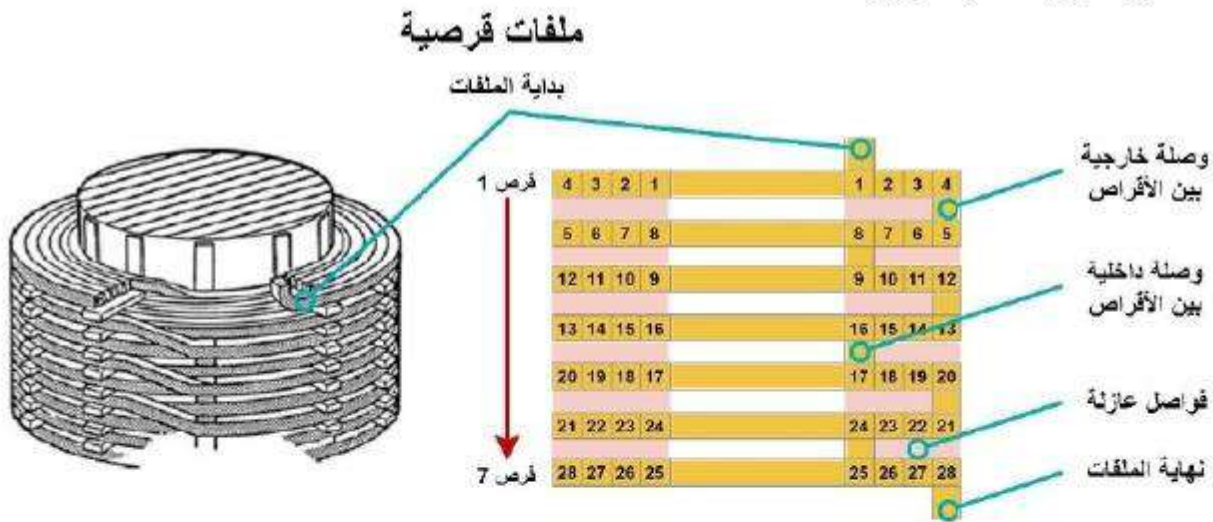 ملفات قرصية
بداية الملفات
وصلة خارجية
بين الأقراص
قرص 1
4 3 2 1 1 2 3 4
5 6 7 8 8 7 6 5
وصلة داخلية
بين الأقراص
12 11 10 9 9 10 11 12
13 14 15 16 16 15 14 13
20 19 18 17 17 18 19 20
فواصل عازلة
21 22 23 24 24 23 22 21
قرص 7
28 27 26 25 25 26 27 28
نهاية الملفات